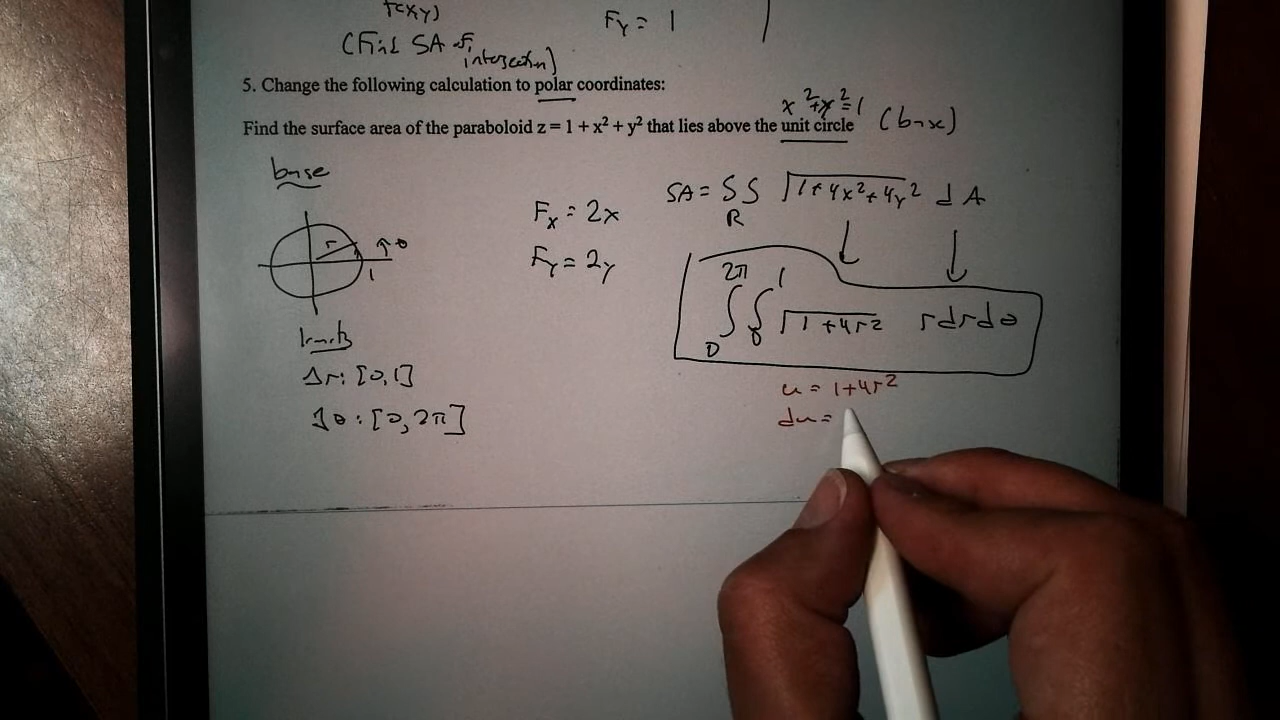 F(x,y)
(Find SA of
intersection)
Fy = 1
5. Change the following calculation to polar coordinates:
x²+y²=1
Find the surface area of the paraboloid z = 1 + x² + y² that lies above the unit circle (base)
base
r
θ
1
Fx = 2x
Fy = 2y
SA = ∫∫ √1+4x²+4y² dA
R
2π 1
∫∫ √1+4r² rdrdθ
0 0
limits
Δr: [0,1]
Δθ: [0,2π]
u = 1+4r²
du =